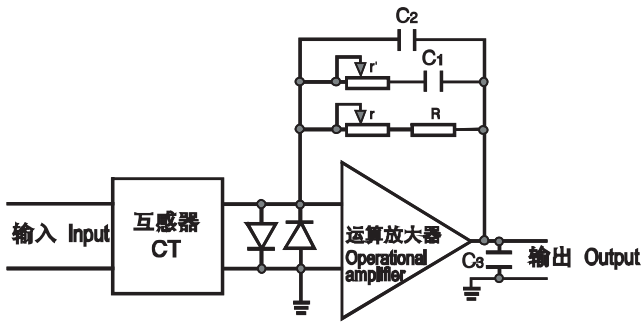 C2
r' C1
r R
输入 Input
互感器
CT
运算放大器
Operational
amplifier
C3
输出 Output